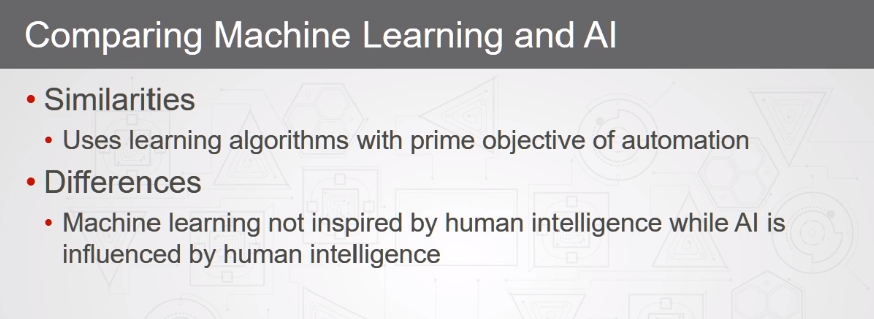 Comparing Machine Learning and AI
• Similarities
• Uses learning algorithms with prime objective of automation
• Differences
• Machine learning not inspired by human intelligence while AI is
influenced by human intelligence